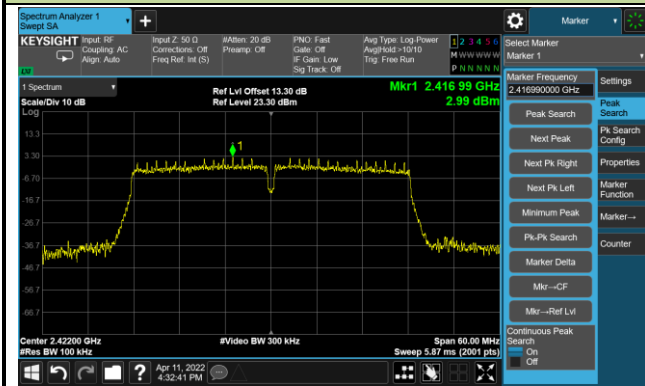 Spectrum Analyzer 1
Swept SA
Marker
KEYSIGHT Input: RF Input Z: 50 Ω #Atten: 20 dB PNO: Fast Avg Type: Log-Power 1 2 3 4 5 6
Coupling: AC Corrections: Off Preamp: Off Gate: Off Avg|Hold:>10/10 M W W W W W
Align: Auto Freq Ref: Int (S) IF Gain: Low Trig: Free Run
Sig Track: Off P N N N N N
LXI
Select Marker
Marker 1
1 Spectrum
Ref Lvl Offset 13.30 dB Mkr1 2.416 99 GHz
Scale/Div 10 dB Ref Level 23.30 dBm 2.99 dBm
Log
13.3
3.30
-6.70
-16.7
-26.7
-36.7
-46.7
-56.7
-66.7
1
Center 2.42200 GHz #Video BW 300 kHz Span 60.00 MHz
#Res BW 100 kHz Sweep 5.87 ms (2001 pts)
Marker Frequency
2.416990000 GHz
Peak Search
Next Peak
Next Pk Right
Next Pk Left
Minimum Peak
Pk-Pk Search
Marker Delta
Mkr→CF
Mkr→Ref Lvl
Continuous Peak
Search
On
Off
Settings
Peak
Search
Pk Search
Config
Properties
Marker
Function
Marker→
Counter
Apr 11, 2022
4:32:41 PM